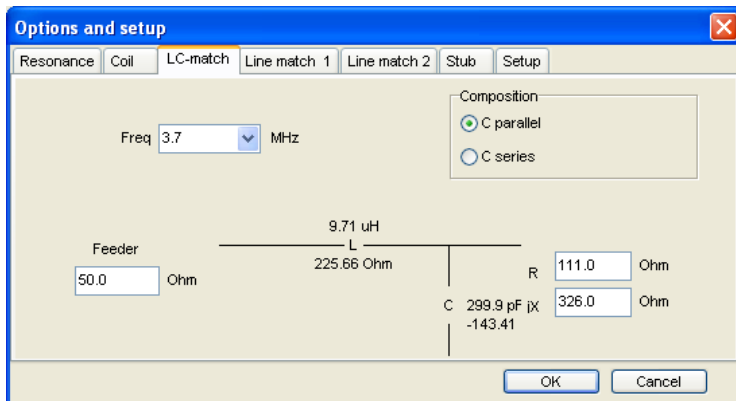 Options and setup
Resonance Coil LC-match Line match 1 Line match 2 Stub Setup
Composition
Freq 3.7 MHz
C parallel
C series
9.71 uH
Feeder
L
225.66 Ohm
50.0 Ohm
R 111.0 Ohm
C 299.9 pF jX 326.0 Ohm
-143.41
OK Cancel